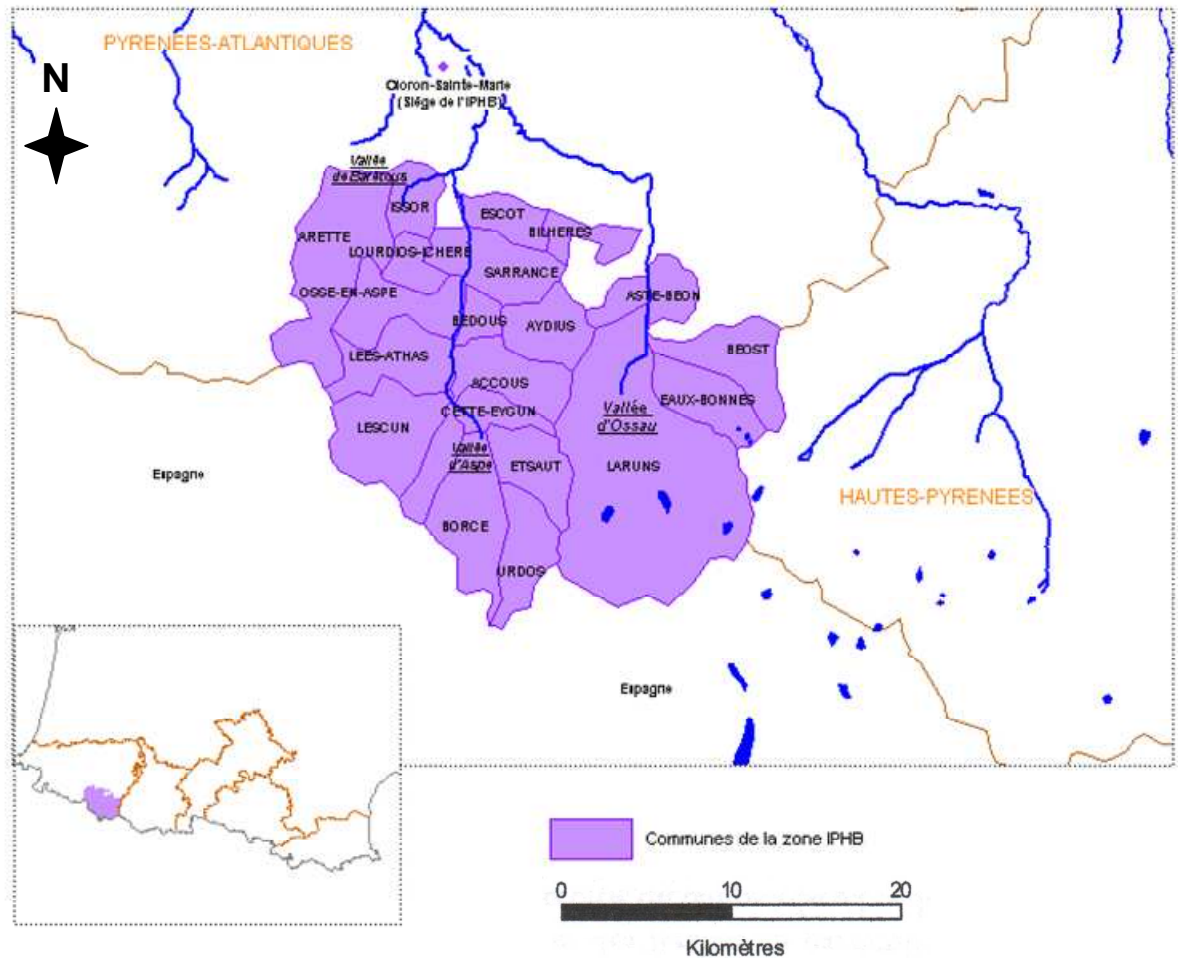 PYRENEES-ATLANTIQUES
N
Oloron-Sainte-Marie
(Siège de l'IPHB)
Vallée
de Barétous
ISSOR
ESCOT
BILHERES
ARETTE
LOURDIOS-ICHERE
SARRANCE
OSSE-EN-ASPE
ASTE-BEON
BEDOUS
AYDIUS
BEOST
LEES-ATHAS
ACCOUS
EAUX-BONNES
CETTE-EYGUN
Vallée
d'Ossau
LESCUN
Vallée
d'Aspe
ETSAUT
LARUNS
Espagne
HAUTES-PYRENEES
BORCE
URDOS
Espagne
Communes de la zone IPHB
0 10 20
Kilomètres